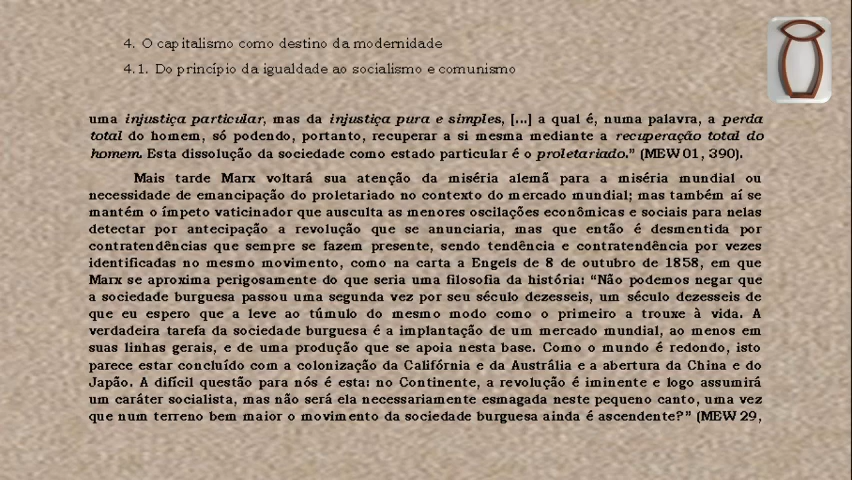 4. O capitalismo como destino da modernidade
4.1. Do princípio da igualdade ao socialismo e comunismo
uma injustiça particular, mas da injustiça pura e simples, [...] a qual é, numa palavra, a perda
total do homem, só podendo, portanto, recuperar a si mesma mediante a recuperação total do
homem. Esta dissolução da sociedade como estado particular é o proletariado.” (MEW 01, 390).
Mais tarde Marx voltará sua atenção da miséria alemã para a miséria mundial ou
necessidade de emancipação do proletariado no contexto do mercado mundial; mas também aí se
mantém o ímpeto vaticinador que ausculta as menores oscilações econômicas e sociais para nelas
detectar por antecipação a revolução que se anunciaria, mas que então é desmentida por
contratendências que sempre se fazem presente, sendo tendência e contratendência por vezes
identificadas no mesmo movimento, como na carta a Engels de 8 de outubro de 1858, em que
Marx se aproxima perigosamente do que seria uma filosofia da história: “Não podemos negar que
a sociedade burguesa passou uma segunda vez por seu século dezesseis, um século dezesseis de
que eu espero que a leve ao túmulo do mesmo modo como o primeiro a trouxe à vida. A
verdadeira tarefa da sociedade burguesa é a implantação de um mercado mundial, ao menos em
suas linhas gerais, e de uma produção que se apoia nesta base. Como o mundo é redondo, isto
parece estar concluído com a colonização da Califórnia e da Austrália e a abertura da China e do
Japão. A difícil questão para nós é esta: no Continente, a revolução é iminente e logo assumirá
um caráter socialista, mas não será ela necessariamente esmagada neste pequeno canto, uma vez
que num terreno bem maior o movimento da sociedade burguesa ainda é ascendente?” (MEW 29,